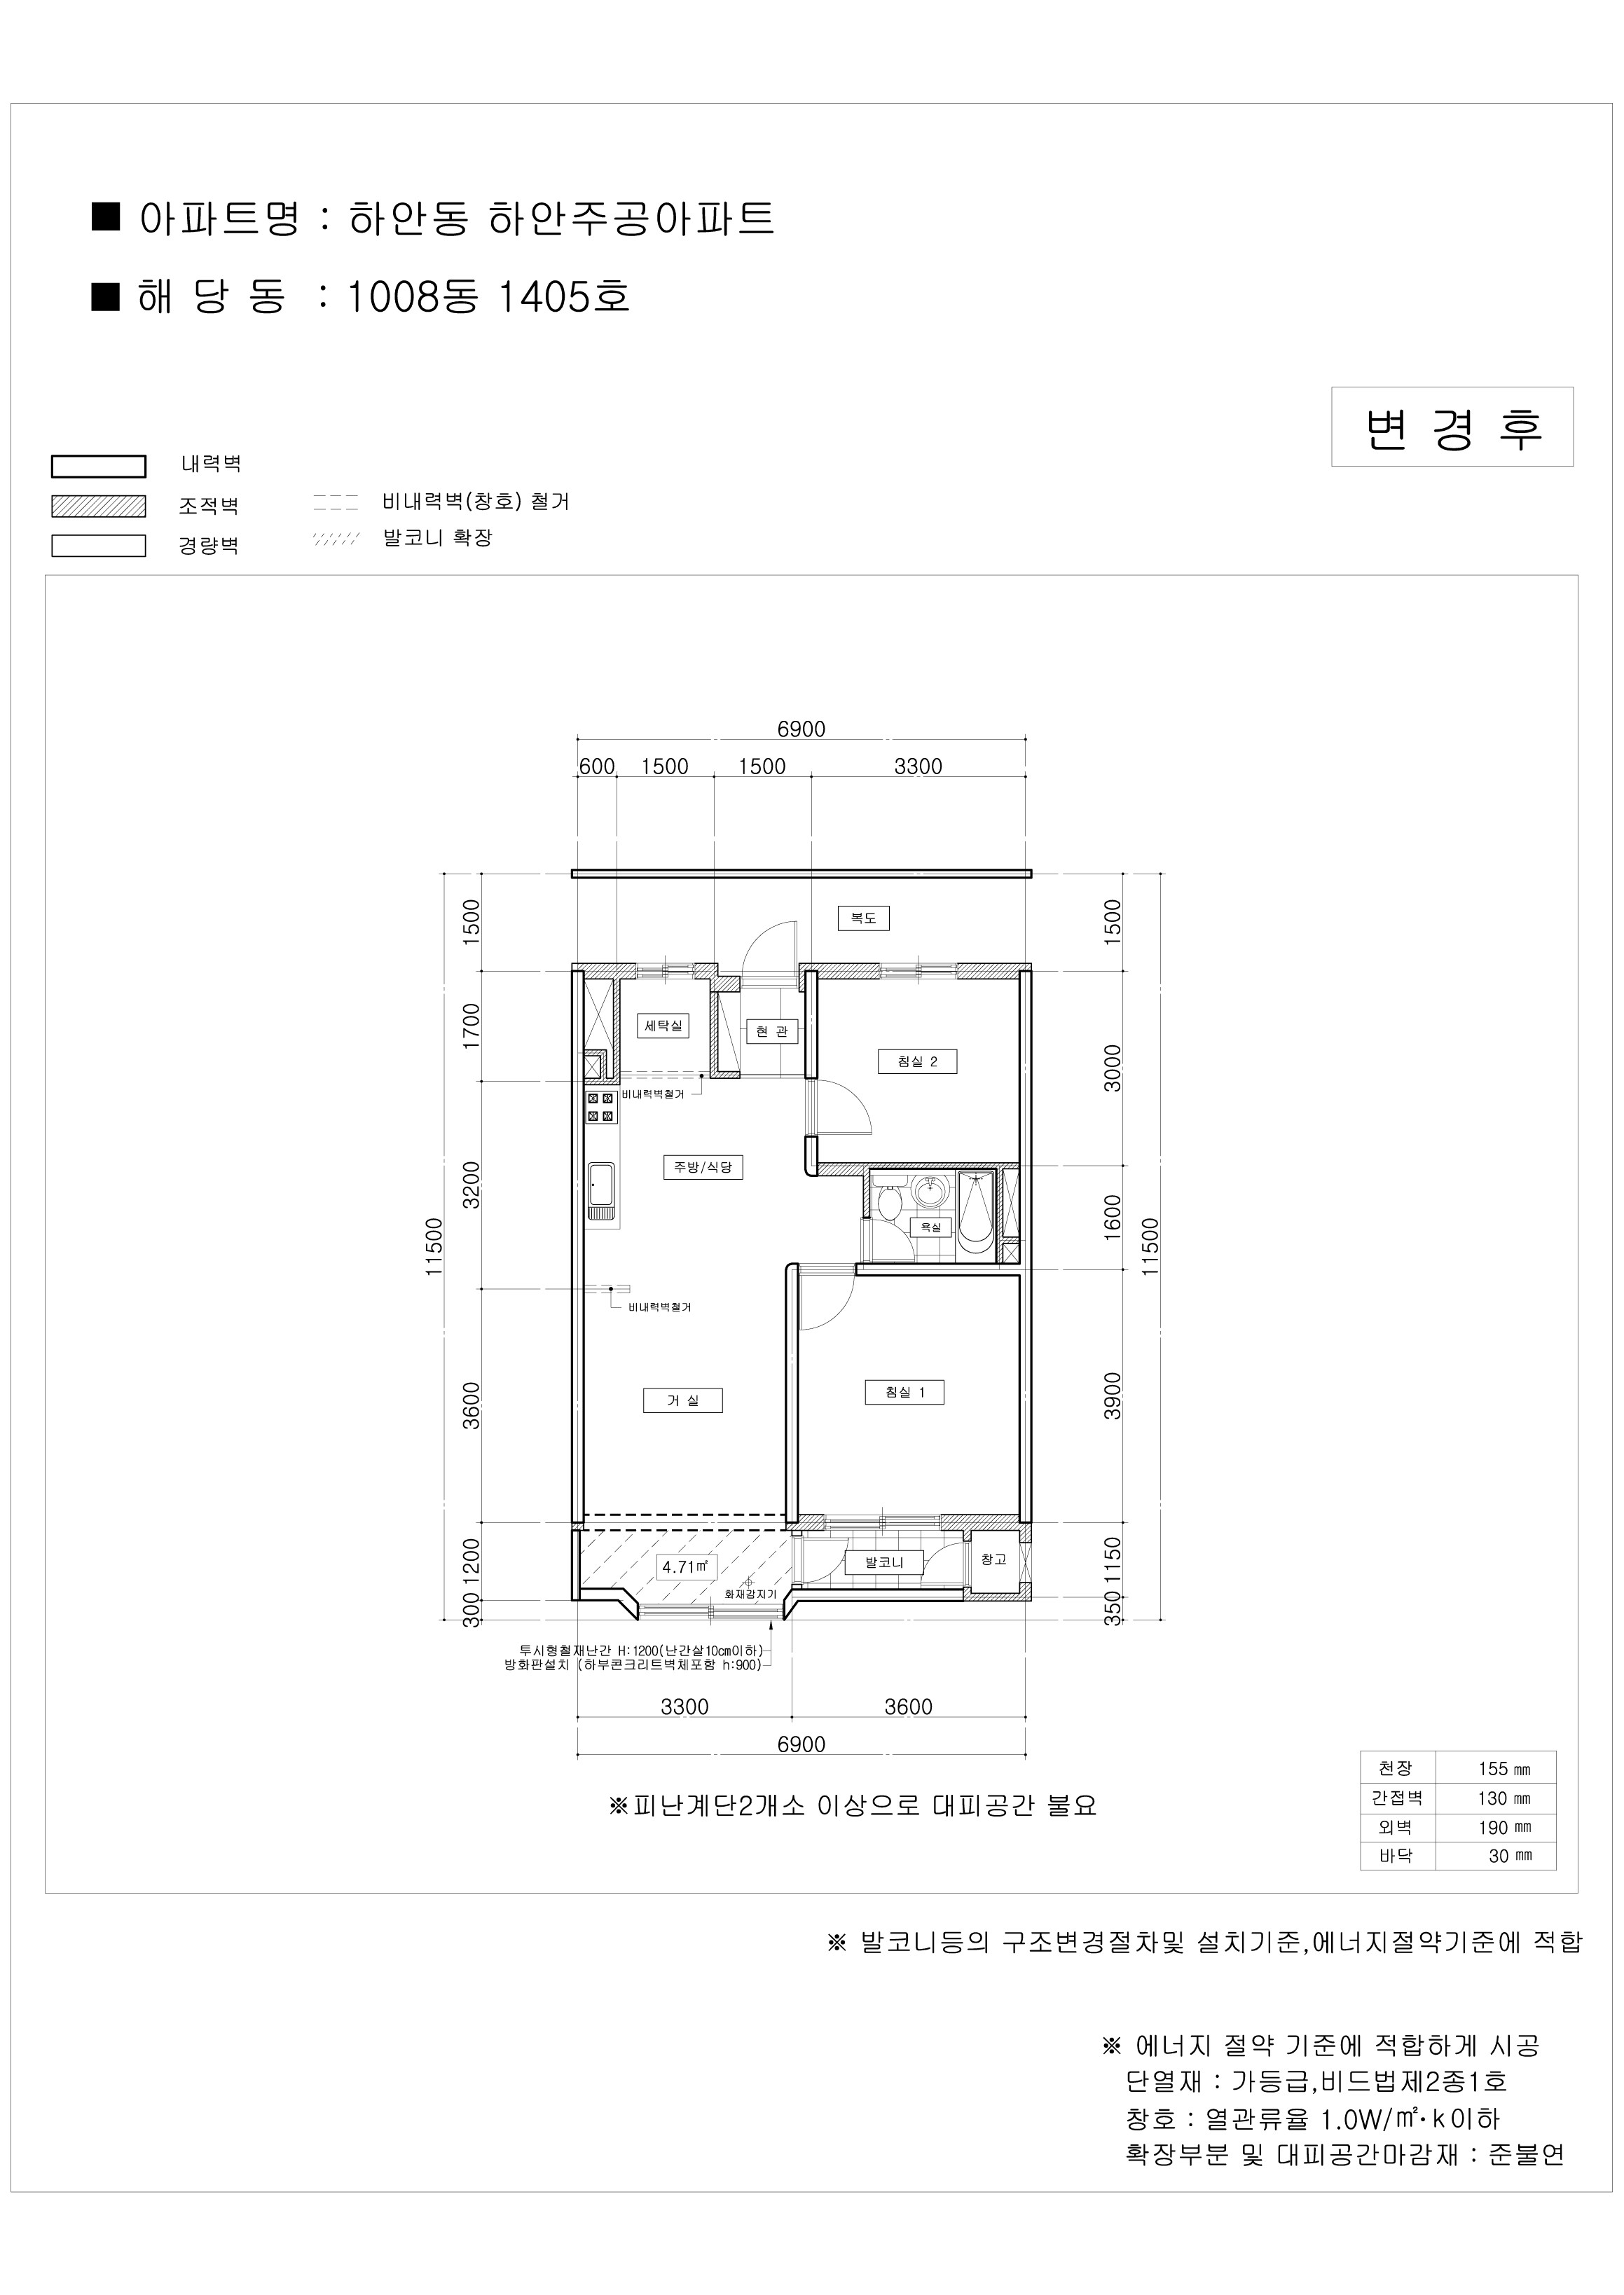 ■ 아파트명 : 하안동 하안주공아파트
■ 해 당 동 : 1008동 1405호
변 경 후
내력벽
조적벽
경량벽
비내력벽(창호) 철거
발코니 확장
6900
600 1500 1500 3300
1500
1700
3200
3600
1200
300
11500
1500
3000
1600
3900
1150
350
11500
복도
세탁실
현 관
침실 2
비내력벽철거
주방/식당
욕실
비내력벽철거
거 실
침실 1
4.71㎡
화재감지기
발코니
창고
투시형철재난간 H:1200(난간살10cm이하)
방화판설치 (하부콘크리트벽체포함 h:900)
3300 3600
6900
※피난계단2개소 이상으로 대피공간 불요
천장 155 ㎜
간접벽 130 ㎜
외벽 190 ㎜
바닥 30 ㎜
※ 발코니등의 구조변경절차및 설치기준,에너지절약기준에 적합
※ 에너지 절약 기준에 적합하게 시공
단열재 : 가등급,비드법제2종1호
창호 : 열관류율 1.0W/㎡·k이하
확장부분 및 대피공간마감재 : 준불연